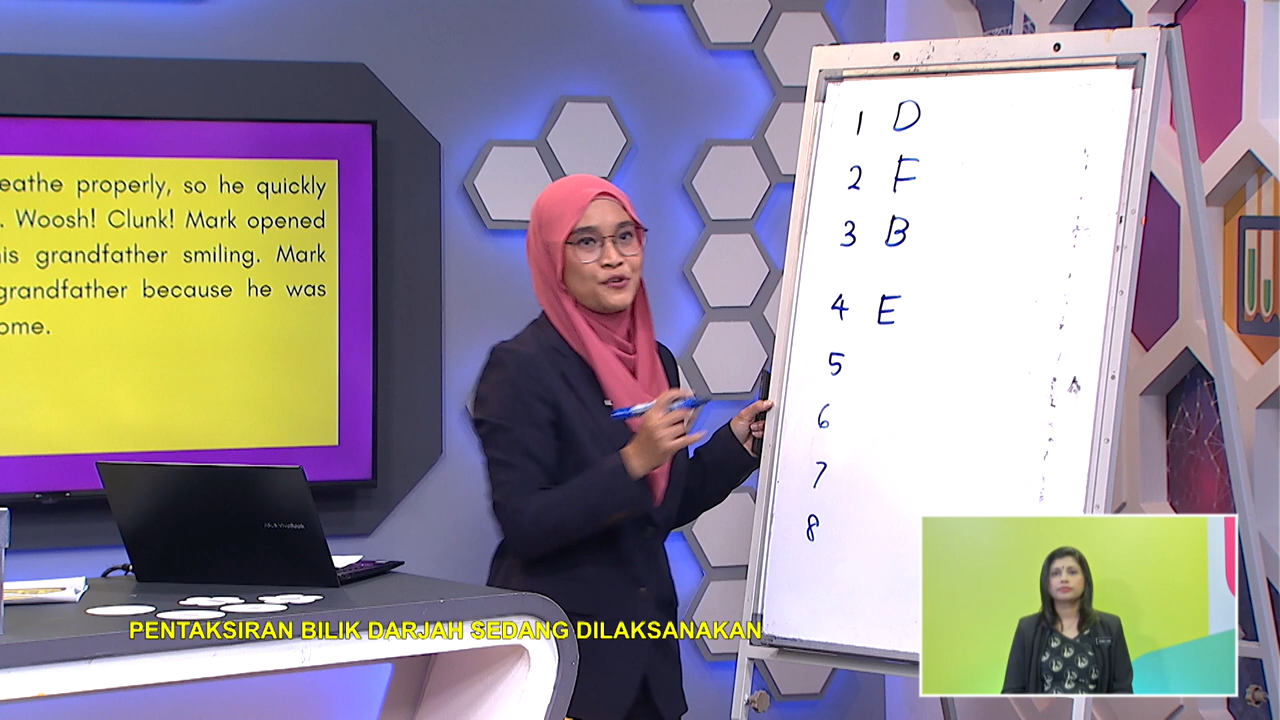 eathe properly, so he quickly
. Woosh! Clunk! Mark opened
his grandfather smiling. Mark
grandfather because he was
ome.
1 D
2 F
3 B
4 E
5
6
7
8
PENTAKSIRAN BILIK DARJAH SEDANG DILAKSANAKAN